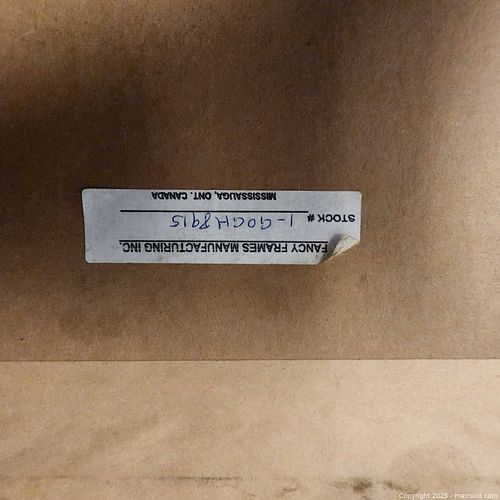 FANCY FRAMES MANUFACTURING INC.
STOCK # 1-GOGH8915
MISSISSAUGA, ONT. CANADA
Copyright 2025 - maxsold.com